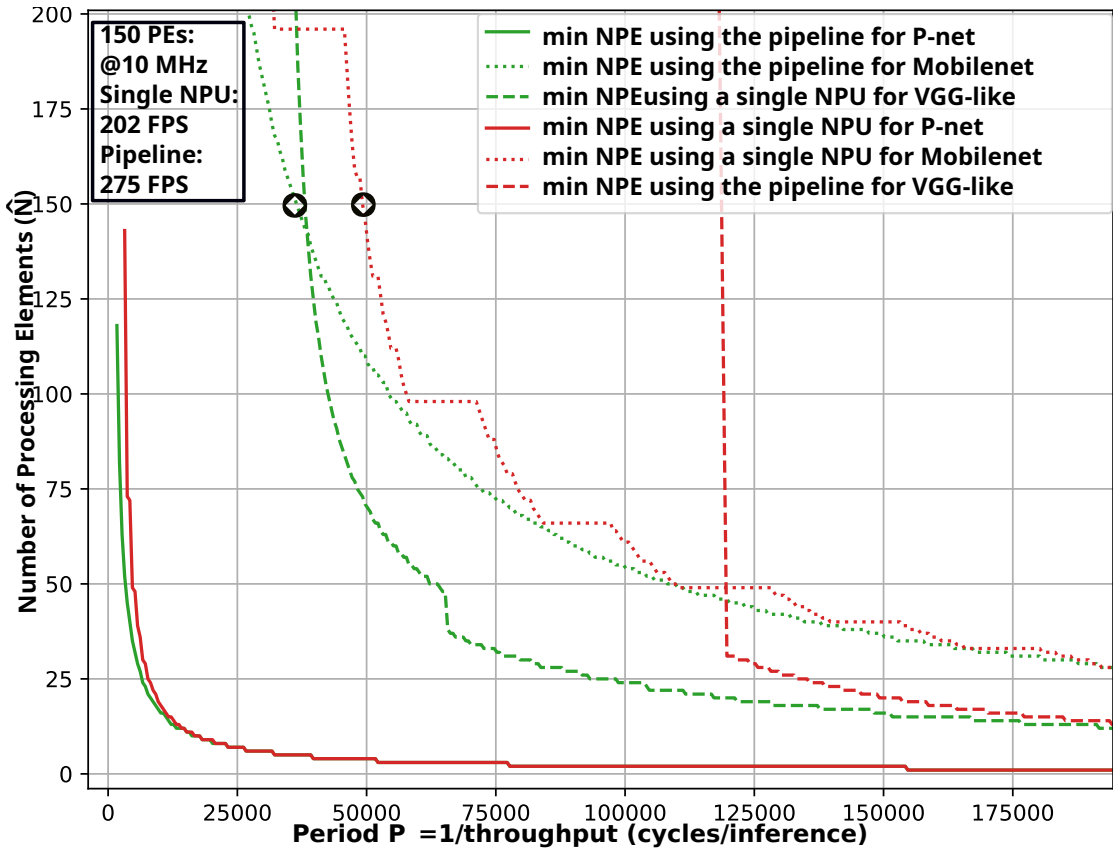 200
175
150
125
100
75
50
25
0
Number of Processing Elements (N̂)
150 PEs:
@10 MHz
Single NPU:
202 FPS
Pipeline:
275 FPS
min NPE using the pipeline for P-net
min NPE using the pipeline for Mobilenet
min NPEusing a single NPU for VGG-like
min NPE using a single NPU for P-net
min NPE using a single NPU for Mobilenet
min NPE using the pipeline for VGG-like
0 25000 50000 75000 100000 125000 150000 175000
Period P =1/throughput (cycles/inference)